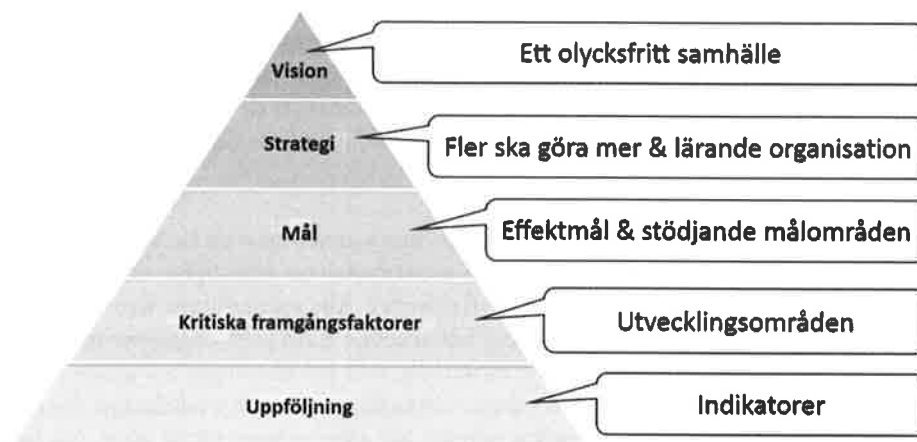 Vision
Ett olycksfritt samhälle
Strategi
Fler ska göra mer & lärande organisation
Mål
Effektmål & stödjande målområden
Kritiska framgångsfaktorer
Utvecklingsområden
Uppföljning
Indikatorer